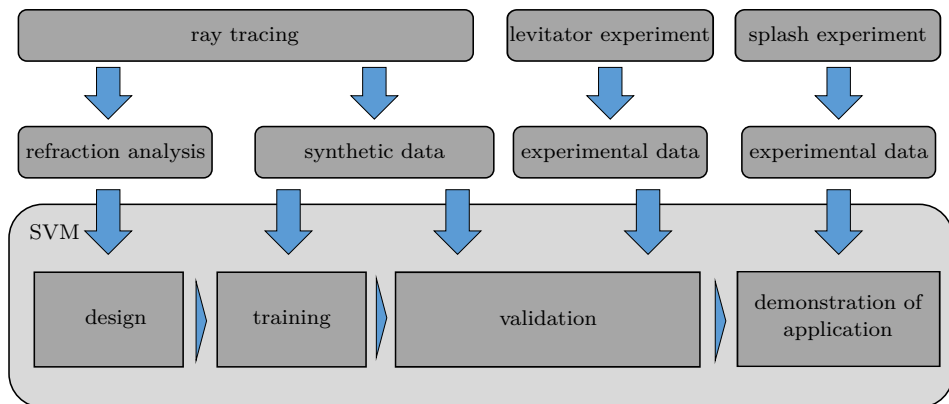 ray tracing
levitator experiment
splash experiment
refraction analysis
synthetic data
experimental data
experimental data
SVM
design
training
validation
demonstration of
application